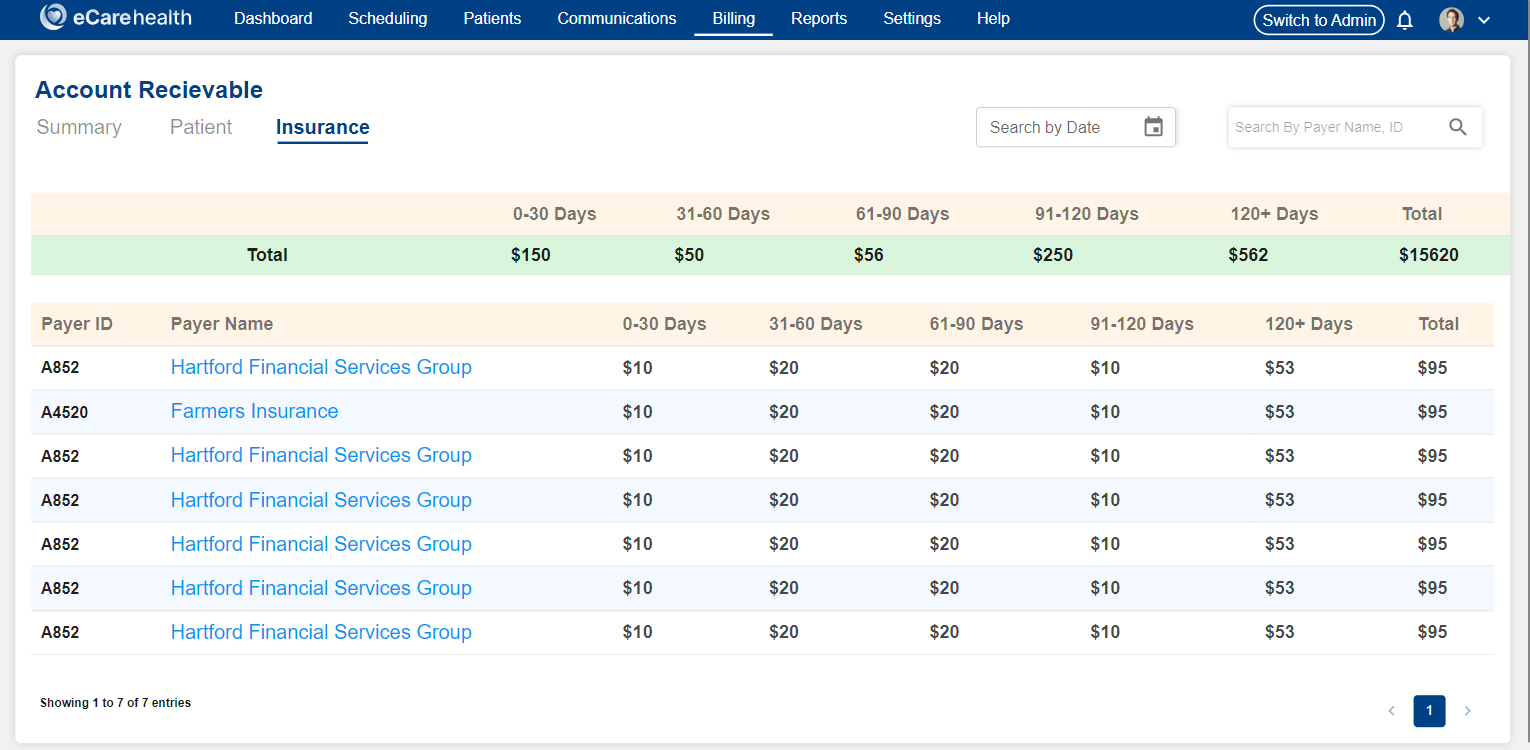 eCarehealth Dashboard Scheduling Patients Communications Billing Reports Settings Help Switch to Admin
Account Recievable
Summary Patient Insurance Search by Date Search By Payer Name, ID
0-30 Days 31-60 Days 61-90 Days 91-120 Days 120+ Days Total
Total $150 $50 $56 $250 $562 $15620
Payer ID Payer Name 0-30 Days 31-60 Days 61-90 Days 91-120 Days 120+ Days Total
A852 Hartford Financial Services Group $10 $20 $20 $10 $53 $95
A4520 Farmers Insurance $10 $20 $20 $10 $53 $95
A852 Hartford Financial Services Group $10 $20 $20 $10 $53 $95
A852 Hartford Financial Services Group $10 $20 $20 $10 $53 $95
A852 Hartford Financial Services Group $10 $20 $20 $10 $53 $95
A852 Hartford Financial Services Group $10 $20 $20 $10 $53 $95
A852 Hartford Financial Services Group $10 $20 $20 $10 $53 $95
Showing 1 to 7 of 7 entries
1